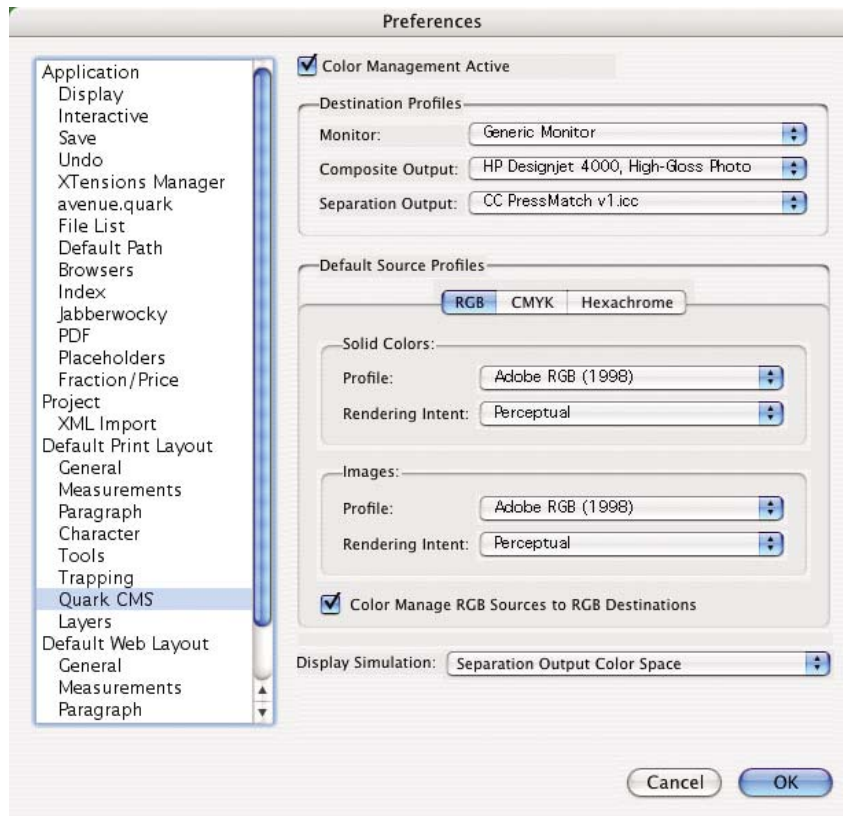 Preferences
Application
Display
Interactive
Save
Undo
XTensions Manager
avenue.quark
File List
Default Path
Browsers
Index
Jabberwocky
PDF
Placeholders
Fraction/Price
Project
XML Import
Default Print Layout
General
Measurements
Paragraph
Character
Tools
Trapping
Quark CMS
Layers
Default Web Layout
General
Measurements
Paragraph
Color Management Active
Destination Profiles
Monitor: Generic Monitor
Composite Output: HP Designjet 4000, High-Gloss Photo
Separation Output: CC PressMatch v1.icc
Default Source Profiles
RGB CMYK Hexachrome
Solid Colors:
Profile: Adobe RGB (1998)
Rendering Intent: Perceptual
Images:
Profile: Adobe RGB (1998)
Rendering Intent: Perceptual
Color Manage RGB Sources to RGB Destinations
Display Simulation: Separation Output Color Space
Cancel OK